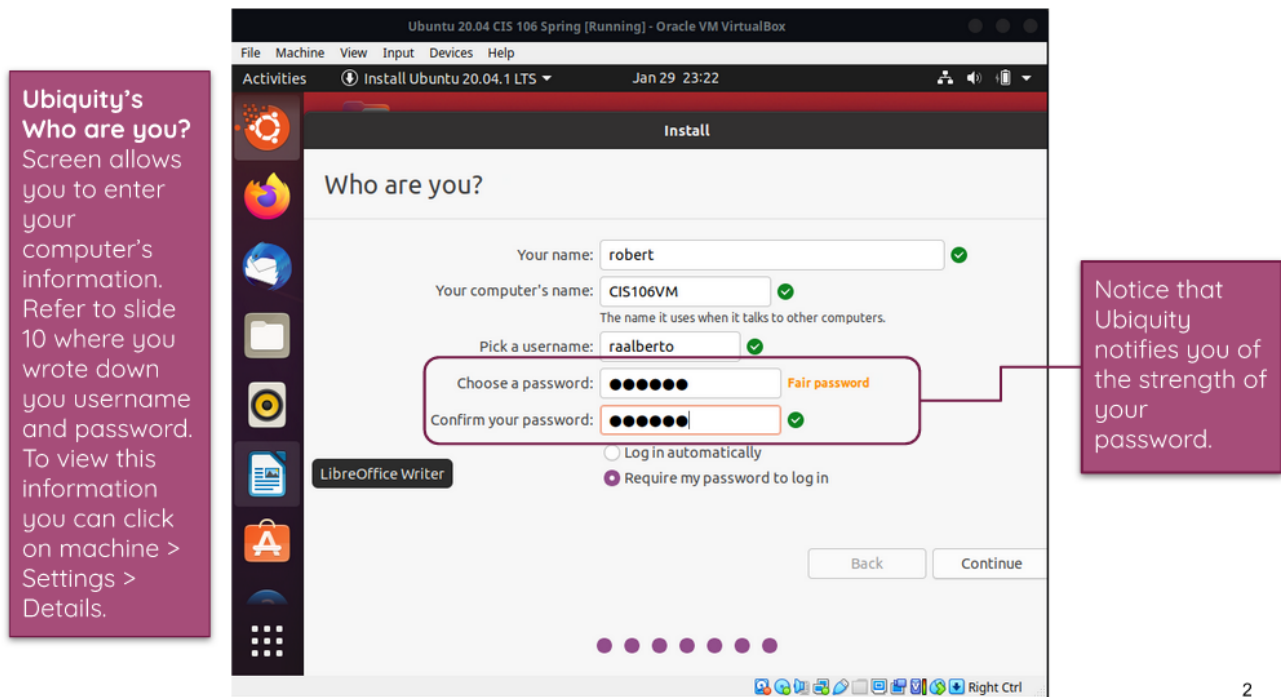 Ubuntu 20.04 CIS 106 Spring [Running] - Oracle VM VirtualBox
File Machine View Input Devices Help
Activities Install Ubuntu 20.04.1 LTS Jan 29 23:22
Ubiquity's
Who are you?
Screen allows
you to enter
your
computer's
information.
Refer to slide
10 where you
wrote down
you username
and password.
To view this
information
you can click
on machine >
Settings >
Details.
Install
Who are you?
Your name: robert
Your computer's name: CIS106VM
The name it uses when it talks to other computers.
Pick a username: raalberto
Choose a password: ●●●●●● Fair password
Confirm your password: ●●●●●●
Log in automatically
Require my password to log in
LibreOffice Writer
Back Continue
Right Ctrl
Notice that
Ubiquity
notifies you of
the strength of
your
password.
2